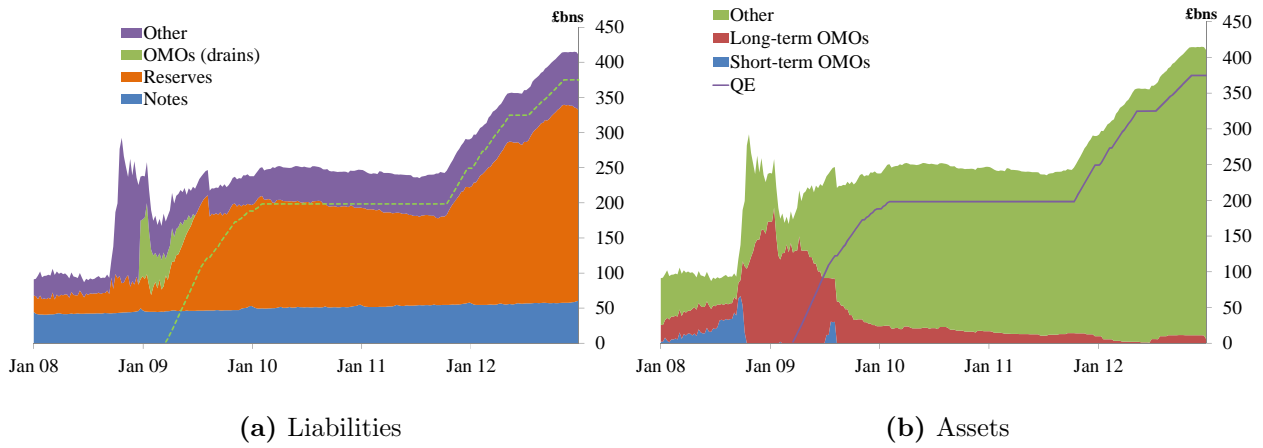 £bns
Other
OMOs (drains)
Reserves
Notes
450
400
350
300
250
200
150
100
50
0
Jan 08
Jan 09
Jan 10
Jan 11
Jan 12
(a) Liabilities
£bns
Other
Long-term OMOs
Short-term OMOs
QE
450
400
350
300
250
200
150
100
50
0
Jan 08
Jan 09
Jan 10
Jan 11
Jan 12
(b) Assets